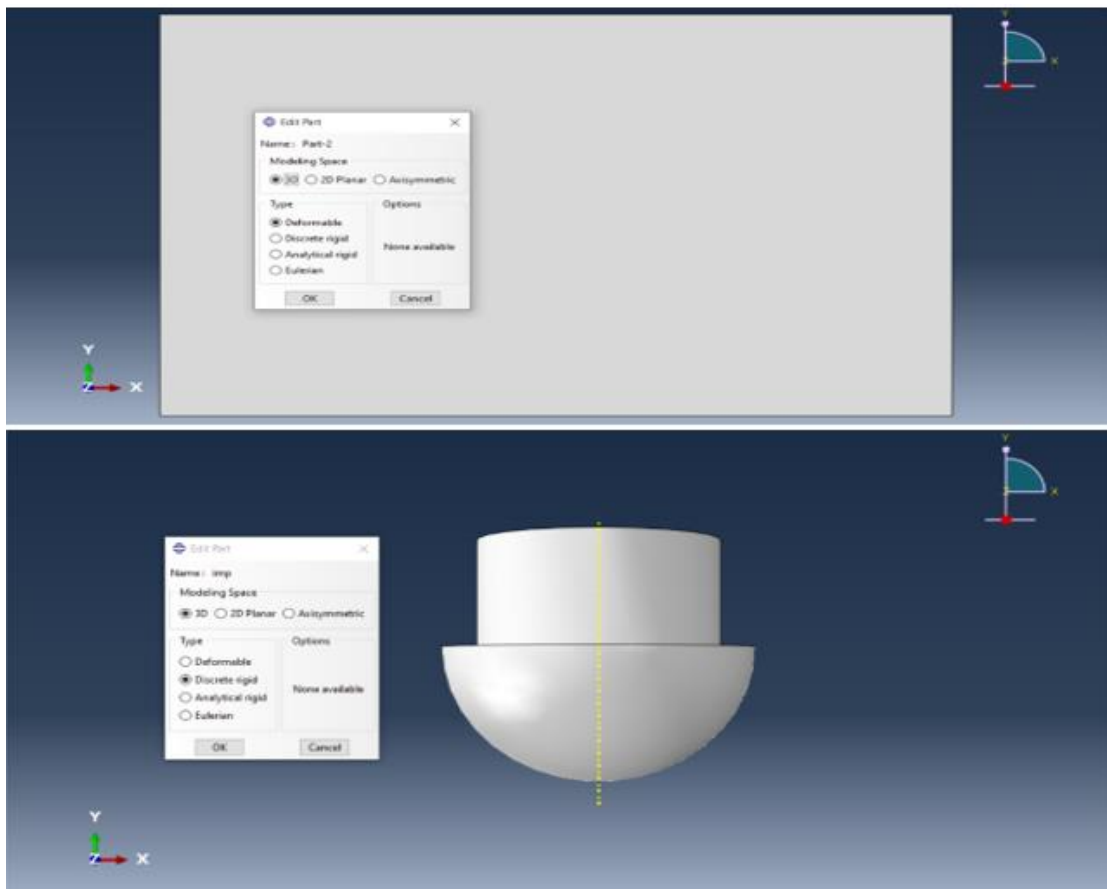 Y
X
Edit Part
Name: Part-2
Modeling Space
3D 2D Planar Axisymmetric
Type Options
Deformable
Discrete rigid
Analytical rigid
Eulerian
None available
OK Cancel
Y
Z X
Y
X
Edit Part
Name: imp
Modeling Space
3D 2D Planar Axisymmetric
Type Options
Deformable
Discrete rigid
Analytical rigid
Eulerian
None available
OK Cancel
Y
Z X